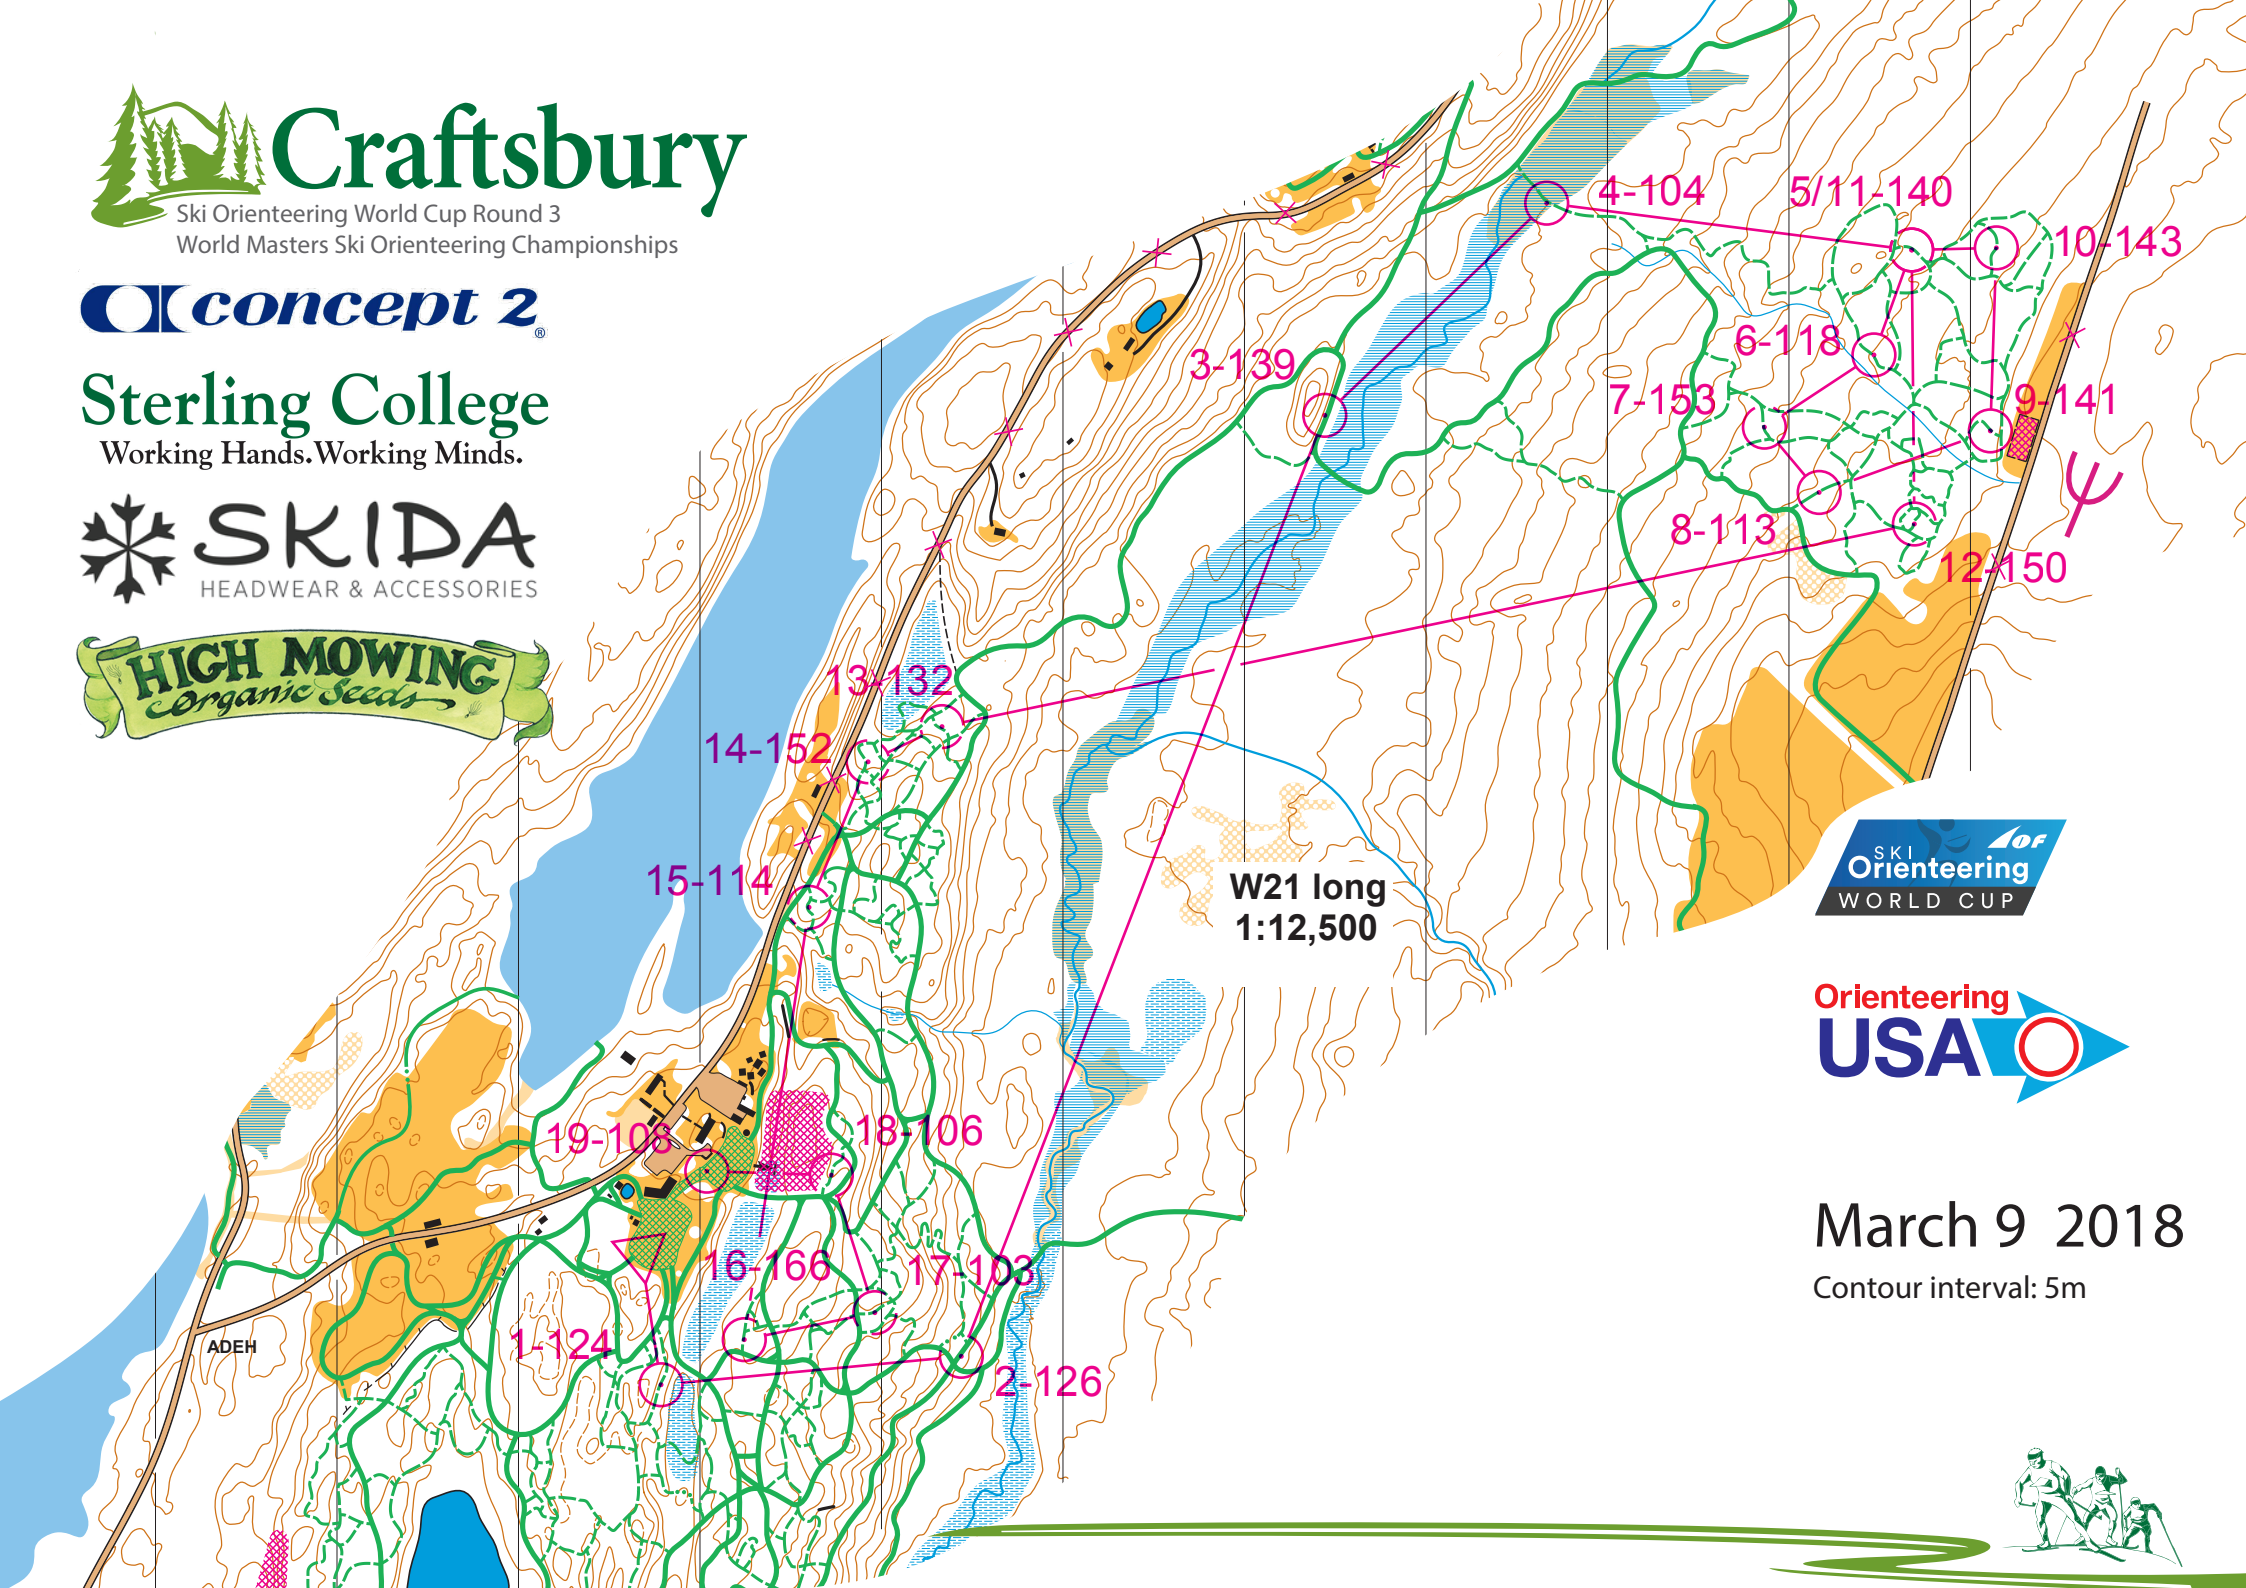 Craftsbury
Ski Orienteering World Cup Round 3
World Masters Ski Orienteering Championships
concept 2®
Sterling College
Working Hands. Working Minds.
SKIDA
HEADWEAR & ACCESSORIES
HIGH MOWING
Organic Seeds
4-104
5/11-140
10-143
3-139
6-118
7-153
9-141
8-113
12-150
13-132
14-152
15-114
W21 long
1:12,500
SKI
Orienteering
WORLD CUP
IOF
Orienteering
USA
19-108
18-106
16-166
17-103
1-124
2-126
ADEH
March 9 2018
Contour interval: 5m